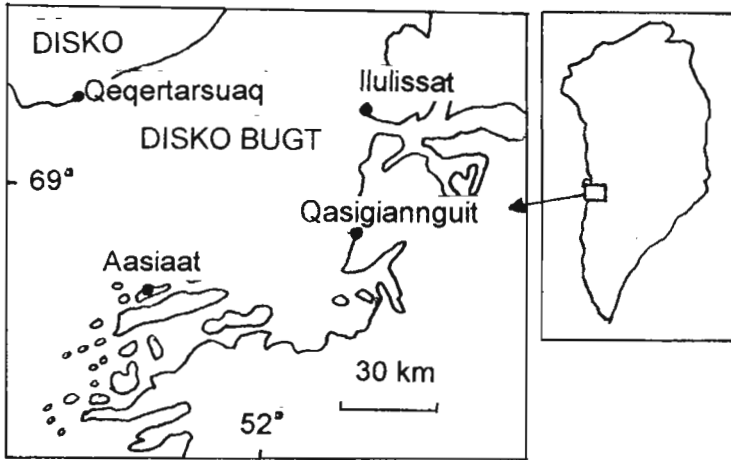 DISKO
Qeqertarsuaq
Ilulissat
DISKO BUGT
69°
Qasigiannguit
Aasiaat
30 km
52°